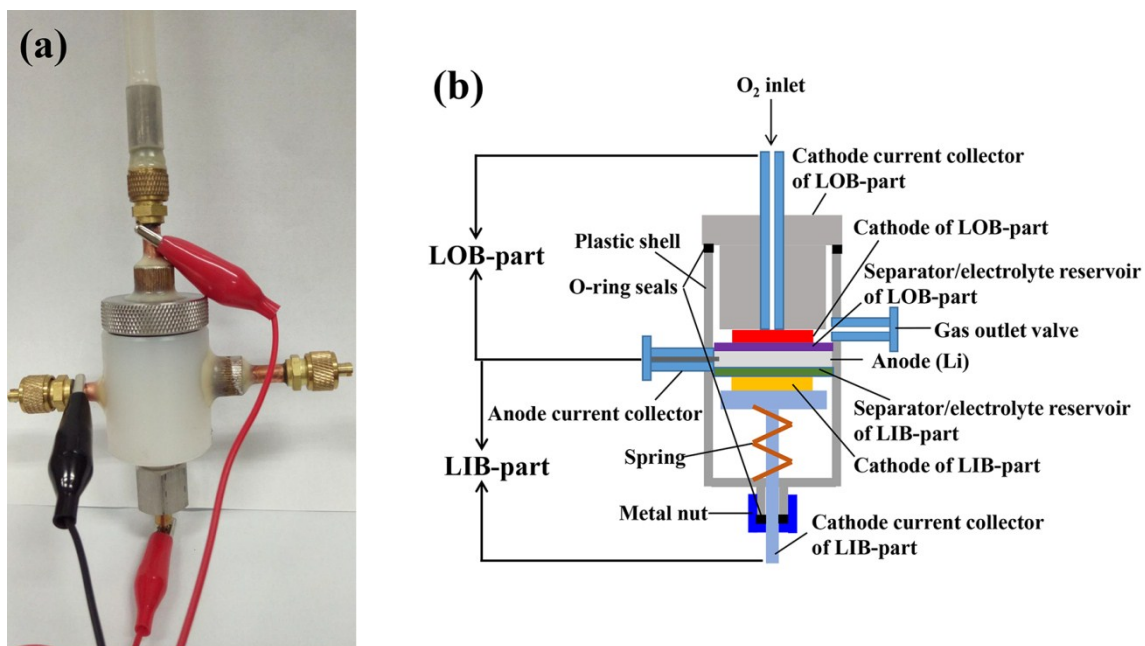 (a)
(b)
O₂ inlet
Cathode current collector
of LOB-part
Plastic shell
Cathode of LOB-part
LOB-part
O-ring seals
Separator/electrolyte reservoir
of LOB-part
Gas outlet valve
Anode (Li)
Anode current collector
Separator/electrolyte reservoir
of LIB-part
LIB-part
Spring
Cathode of LIB-part
Metal nut
Cathode current collector
of LIB-part